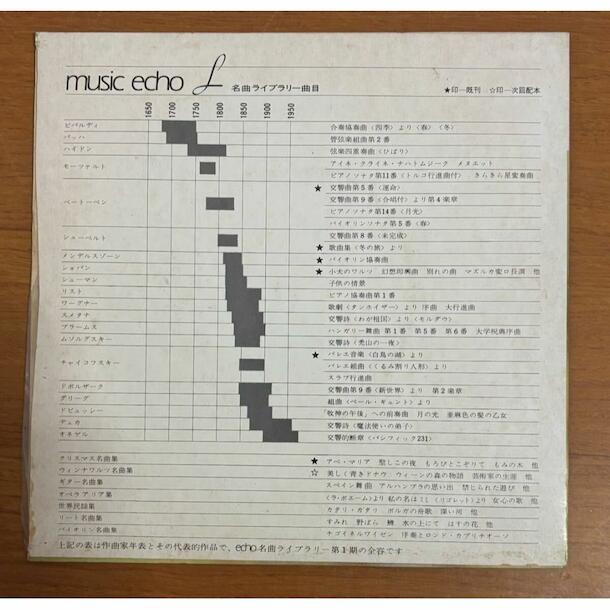 music echo L 名曲ライブラリー曲目 ★印—既刊 ☆印—次回配本
1650 1700 1750 1800 1850 1900 1950
ビバルディ 合奏協奏曲〈四季〉より〈春〉〈冬〉
バッハ 管弦楽組曲第2番
ハイドン 弦楽四重奏曲〈ひばり〉
モーツァルト アイネ・クライネ・ナハトムジーク メヌエット
ピアノソナタ第11番〈トルコ行進曲付〉 きらきら星変奏曲
★ 交響曲第5番〈運命〉
ベートーベン 交響曲第9番〈合唱付〉より第4楽章
ピアノソナタ第14番〈月光〉
バイオリンソナタ第5番〈春〉
シューベルト 交響曲第8番〈未完成〉
★ 歌曲集〈冬の旅〉より
メンデルスゾーン ★ バイオリン協奏曲
ショパン ★ 小犬のワルツ 幻想即興曲 別れの曲 マズルカ変ロ長調 他
シューマン 子供の情景
リスト ピアノ協奏曲第1番
ワーグナー 歌劇〈タンホイザー〉より 序曲 大行進曲
スメタナ 交響詩〈わが祖国〉より〈モルダウ〉
ブラームス ハンガリー舞曲 第1番 第5番 第6番 大学祝典序曲
ムソルグスキー 交響詩〈禿山の一夜〉
★ バレエ音楽〈白鳥の湖〉より
チャイコフスキー バレエ組曲〈くるみ割り人形〉より
スラブ行進曲
ドボルザーク 交響曲第9番〈新世界〉より 第2楽章
グリーグ 組曲〈ペール・ギュント〉より
ドビュッシー 「牧神の午後」への前奏曲 月の光 亜麻色の髪の乙女
デュカ 交響詩〈魔法使いの弟子〉
オネゲル 交響的断章〈パシフィック231〉
クリスマス名曲集 ★ アベ・マリア 聖しこの夜 もろびとこぞりて もみの木 他
ウィンナワルツ名曲集 ☆ 美しく青きドナウ ウィーンの森の物語 芸術家の生涯 他
ギター名曲集 スペイン舞曲 アルハンブラの思い出 禁じられた遊び 他
オペラアリア集 〈ラ・ボエーム〉より 私の名はミミ 〈リゴレット〉より 女心の歌 他
世界民謡集 カタリ・カタリ ボルガの舟歌 深い河 他
リート名曲集 すみれ 野ばら 鱒 水の上にて はすの花 他
バイオリン名曲集 チゴイネルワイゼン 序奏とロンド・カプリチオーソ
上記の表は作曲家年表とその代表的作品で、echo名曲ライブラリー第1期の全容です